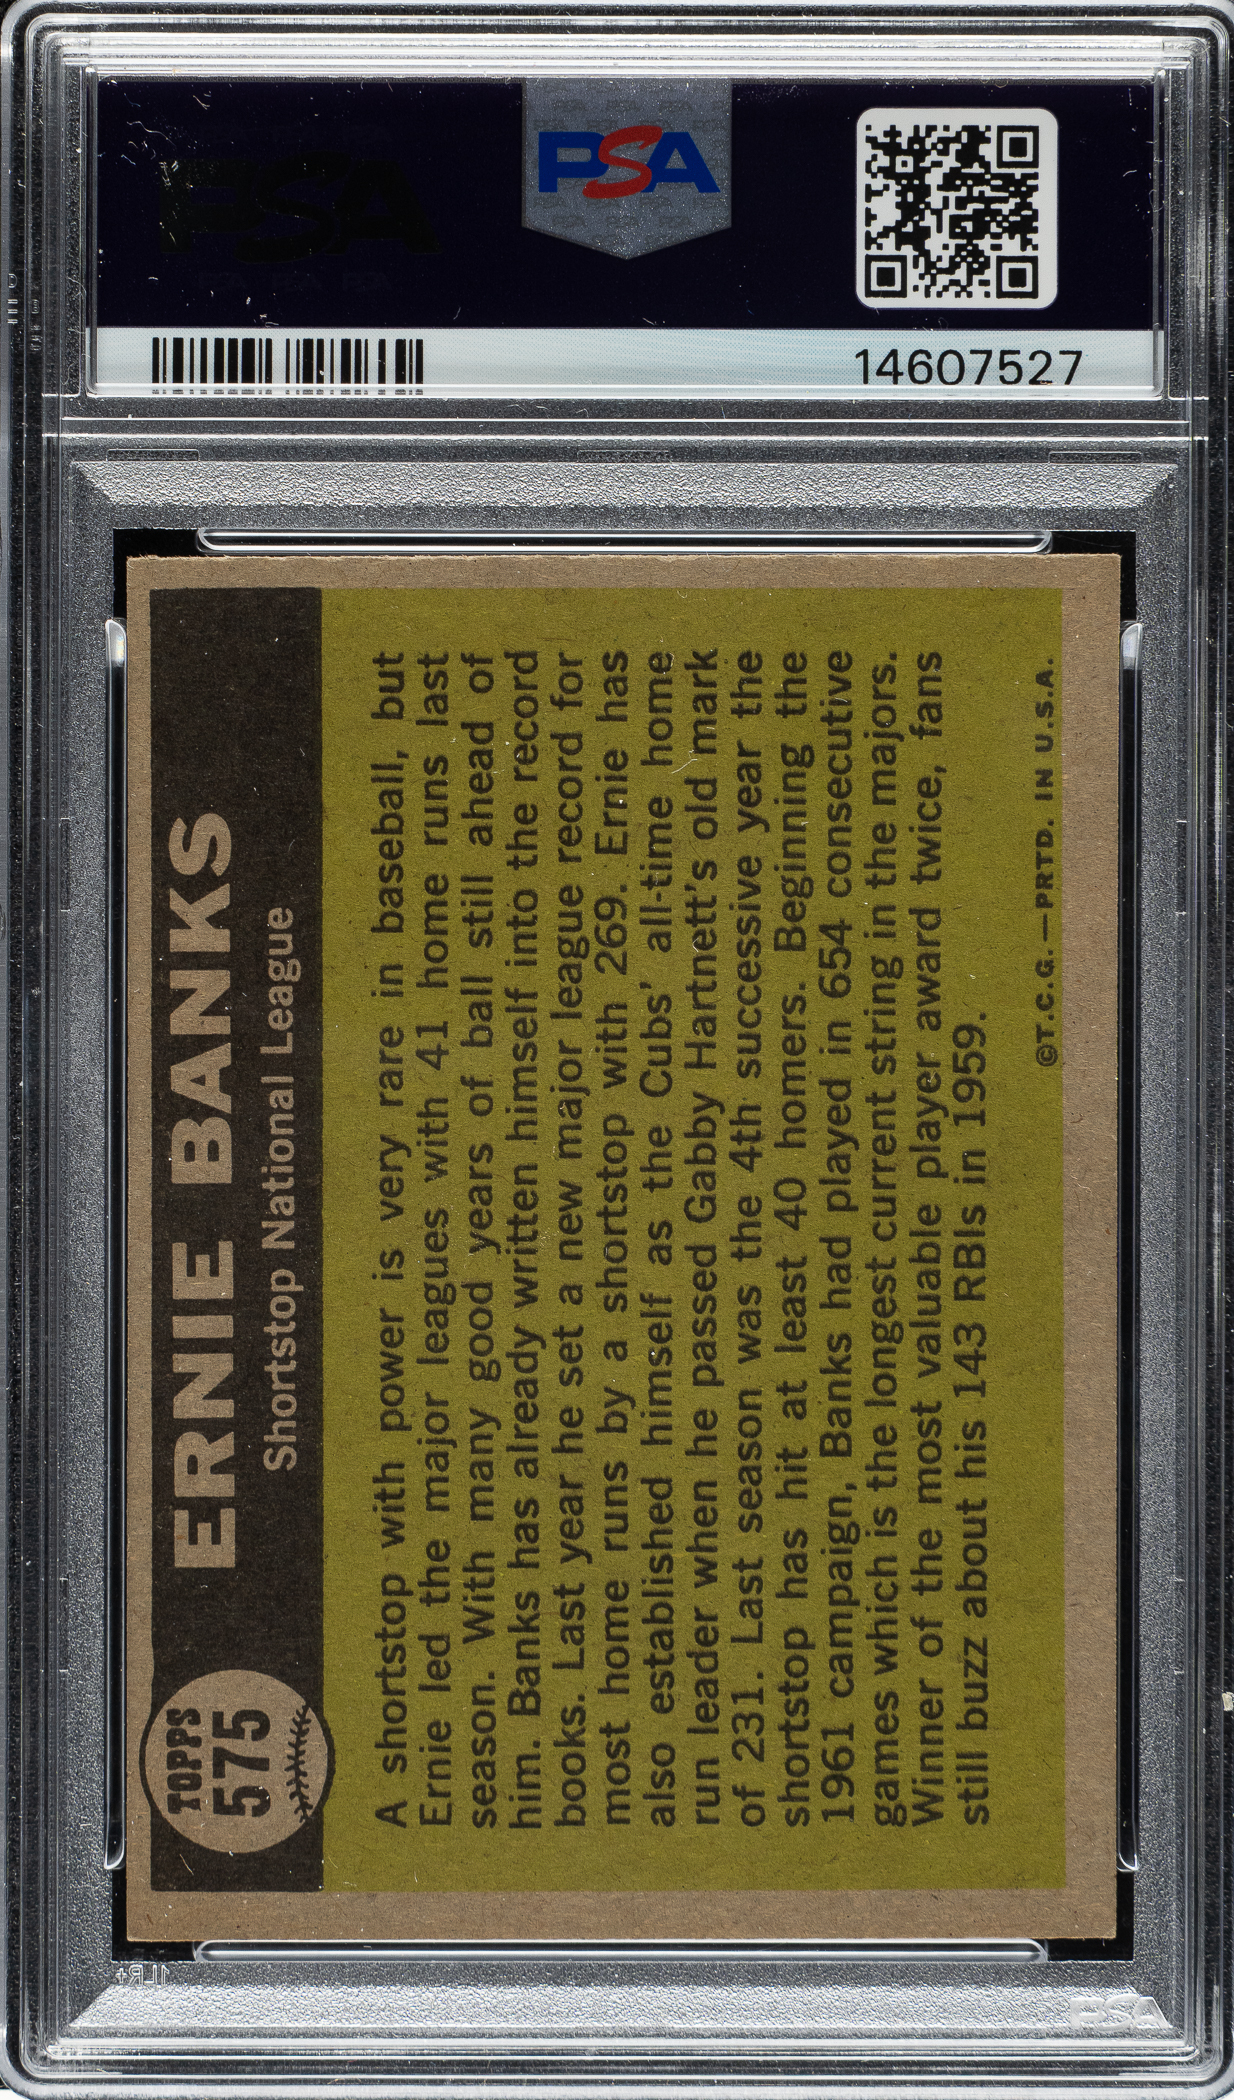 PSA
14607527
TOPPS
575
ERNIE BANKS
Shortstop National League
A shortstop with power is very rare in baseball, but
Ernie led the major leagues with 41 home runs last
season. With many good years of ball still ahead of
him. Banks has already written himself into the record
books. Last year he set a new major league record for
most home runs by a shortstop with 269. Ernie has
also established himself as the Cubs' all-time home
run leader when he passed Gabby Hartnett's old mark
of 231. Last season was the 4th successive year the
shortstop has hit at least 40 homers. Beginning the
1961 campaign, Banks had played in 654 consecutive
games which is the longest current string in the majors.
Winner of the most valuable player award twice, fans
still buzz about his 143 RBIs in 1959.
©T.C.G.—PRTD. IN U.S.A.
PSA